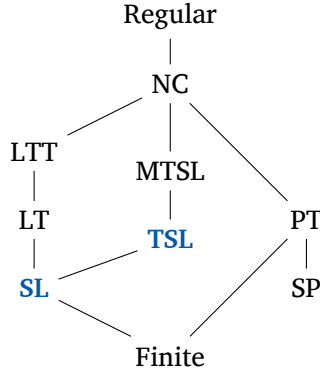 Regular
NC
LTT
MTSL
LT
TSL
PT
SL
SP
Finite